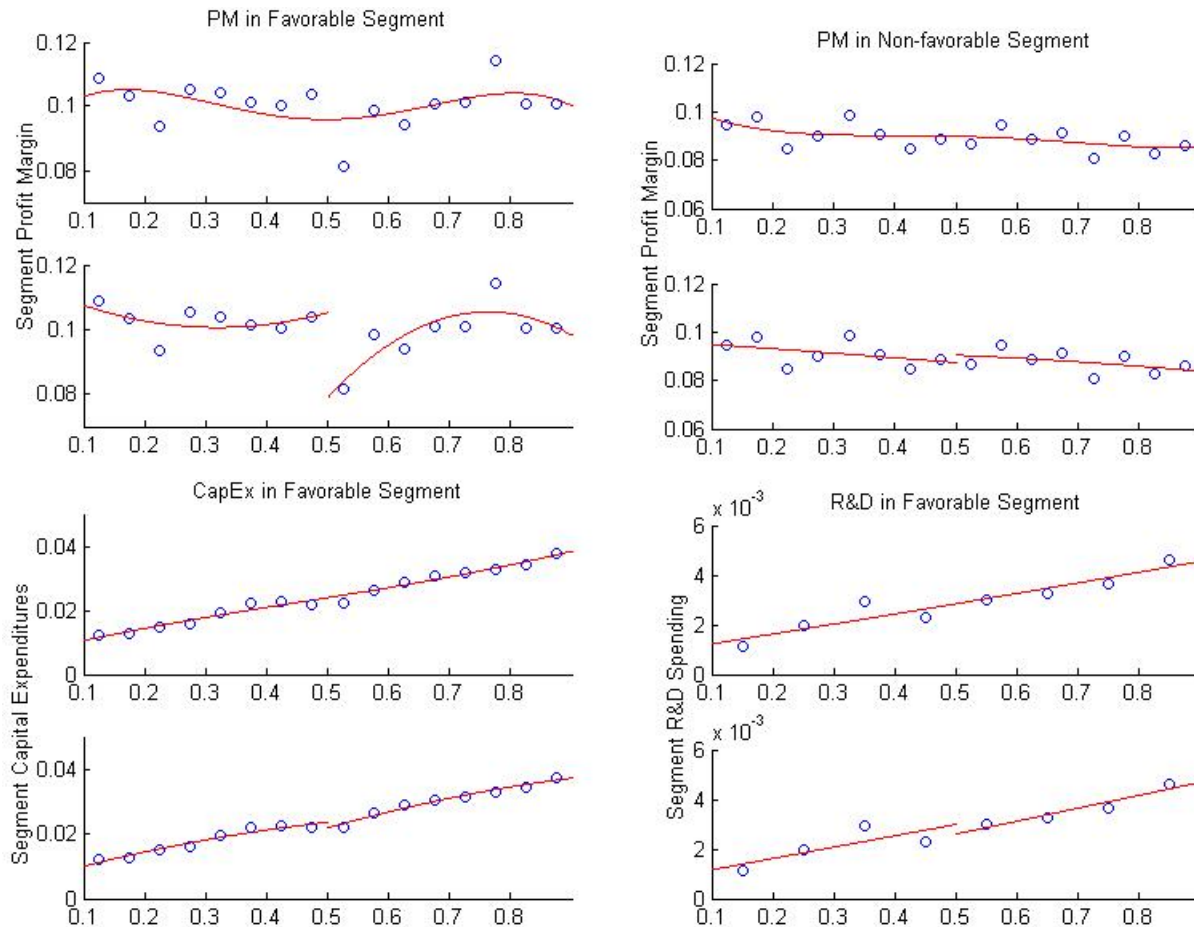 PM in Favorable Segment
Segment Profit Margin
0.12
0.1
0.08
0.1 0.2 0.3 0.4 0.5 0.6 0.7 0.8
0.12
0.1
0.08
0.1 0.2 0.3 0.4 0.5 0.6 0.7 0.8
PM in Non-favorable Segment
Segment Profit Margin
0.12
0.1
0.08
0.06
0.1 0.2 0.3 0.4 0.5 0.6 0.7 0.8
0.12
0.1
0.08
0.06
0.1 0.2 0.3 0.4 0.5 0.6 0.7 0.8
CapEx in Favorable Segment
Segment Capital Expenditures
0.04
0.02
0
0.1 0.2 0.3 0.4 0.5 0.6 0.7 0.8
0.04
0.02
0
0.1 0.2 0.3 0.4 0.5 0.6 0.7 0.8
R&D in Favorable Segment
Segment R&D Spending
x 10⁻³
6
4
2
0
0.1 0.2 0.3 0.4 0.5 0.6 0.7 0.8
x 10⁻³
6
4
2
0
0.1 0.2 0.3 0.4 0.5 0.6 0.7 0.8